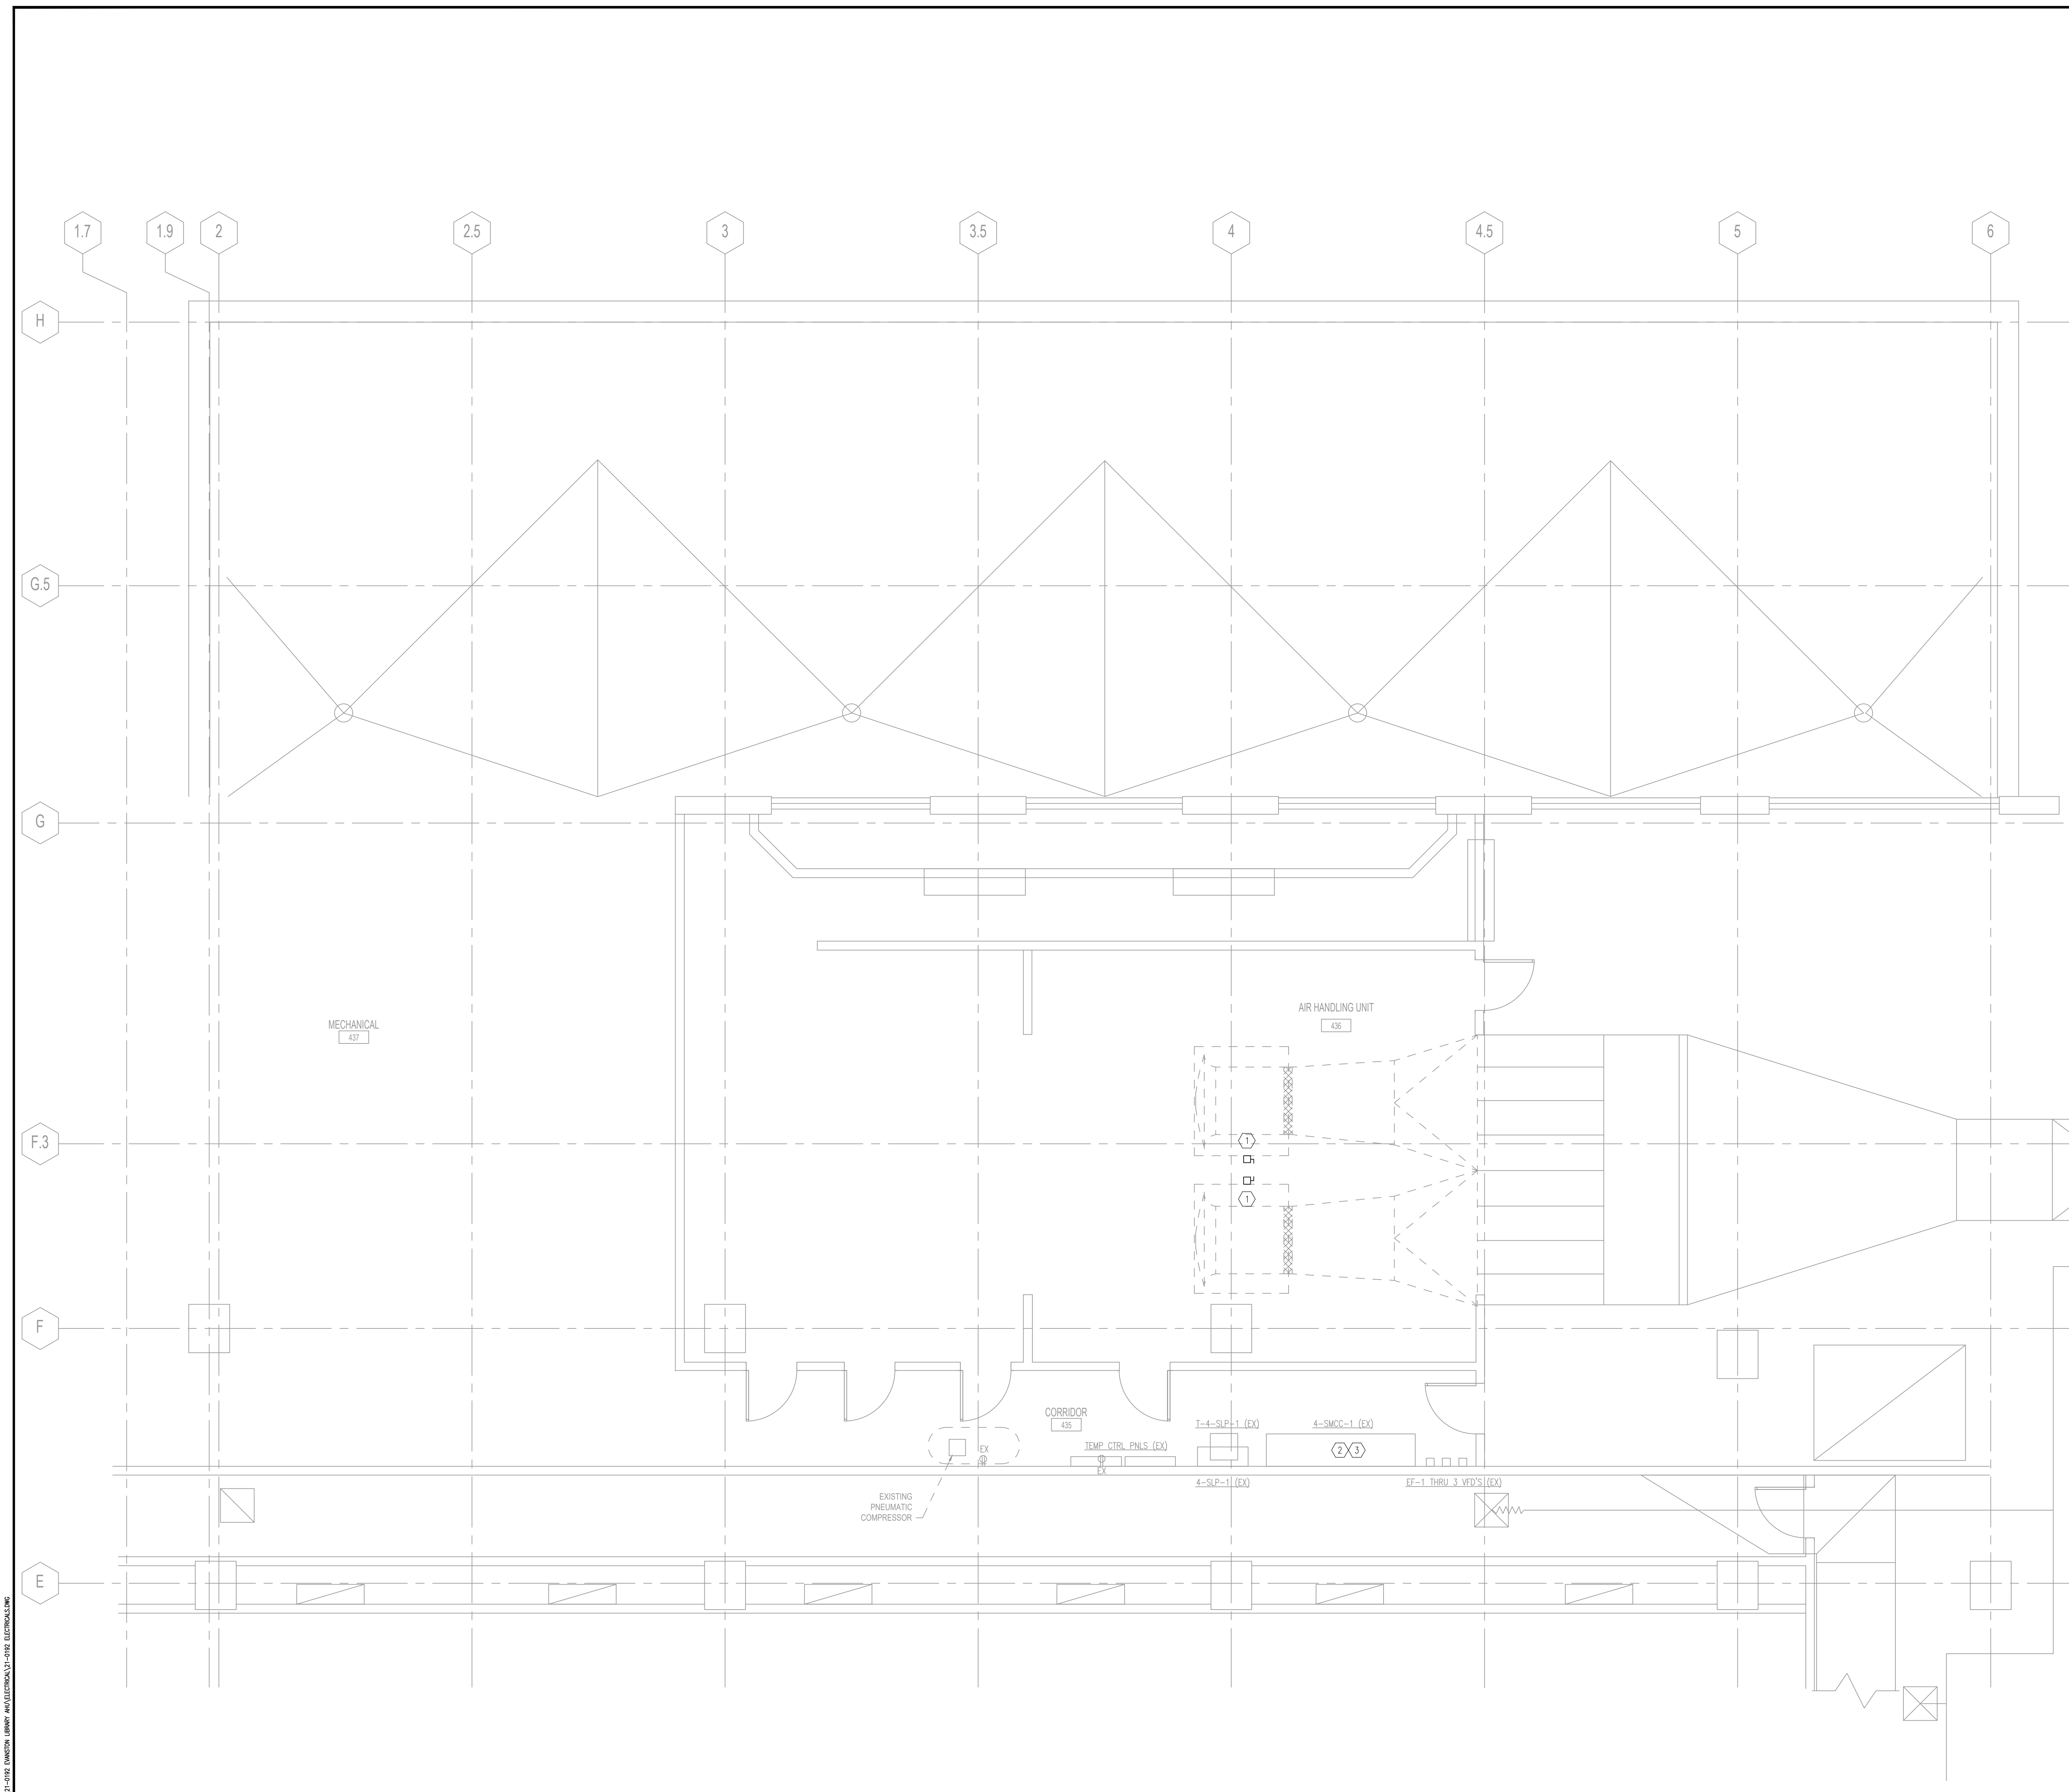 1.7
1.9
2
2.5
3
3.5
4
4.5
5
6
H
G.5
G
F.3
F
E
MECHANICAL
437
AIR HANDLING UNIT
436
1
1
CORRIDOR
435
T-4-SLP-1 (EX)
4-SMCC-1 (EX)
TEMP CTRL PNLS (EX)
EX
EX
2
3
4-SLP-1 (EX)
EF-1 THRU 3 VFD'S (EX)
EXISTING
PNEUMATIC
COMPRESSOR
21-0192 EVANSTON LIBRARY AHU\ELECTRICAL\21-0192 ELECTRICALS.DWG